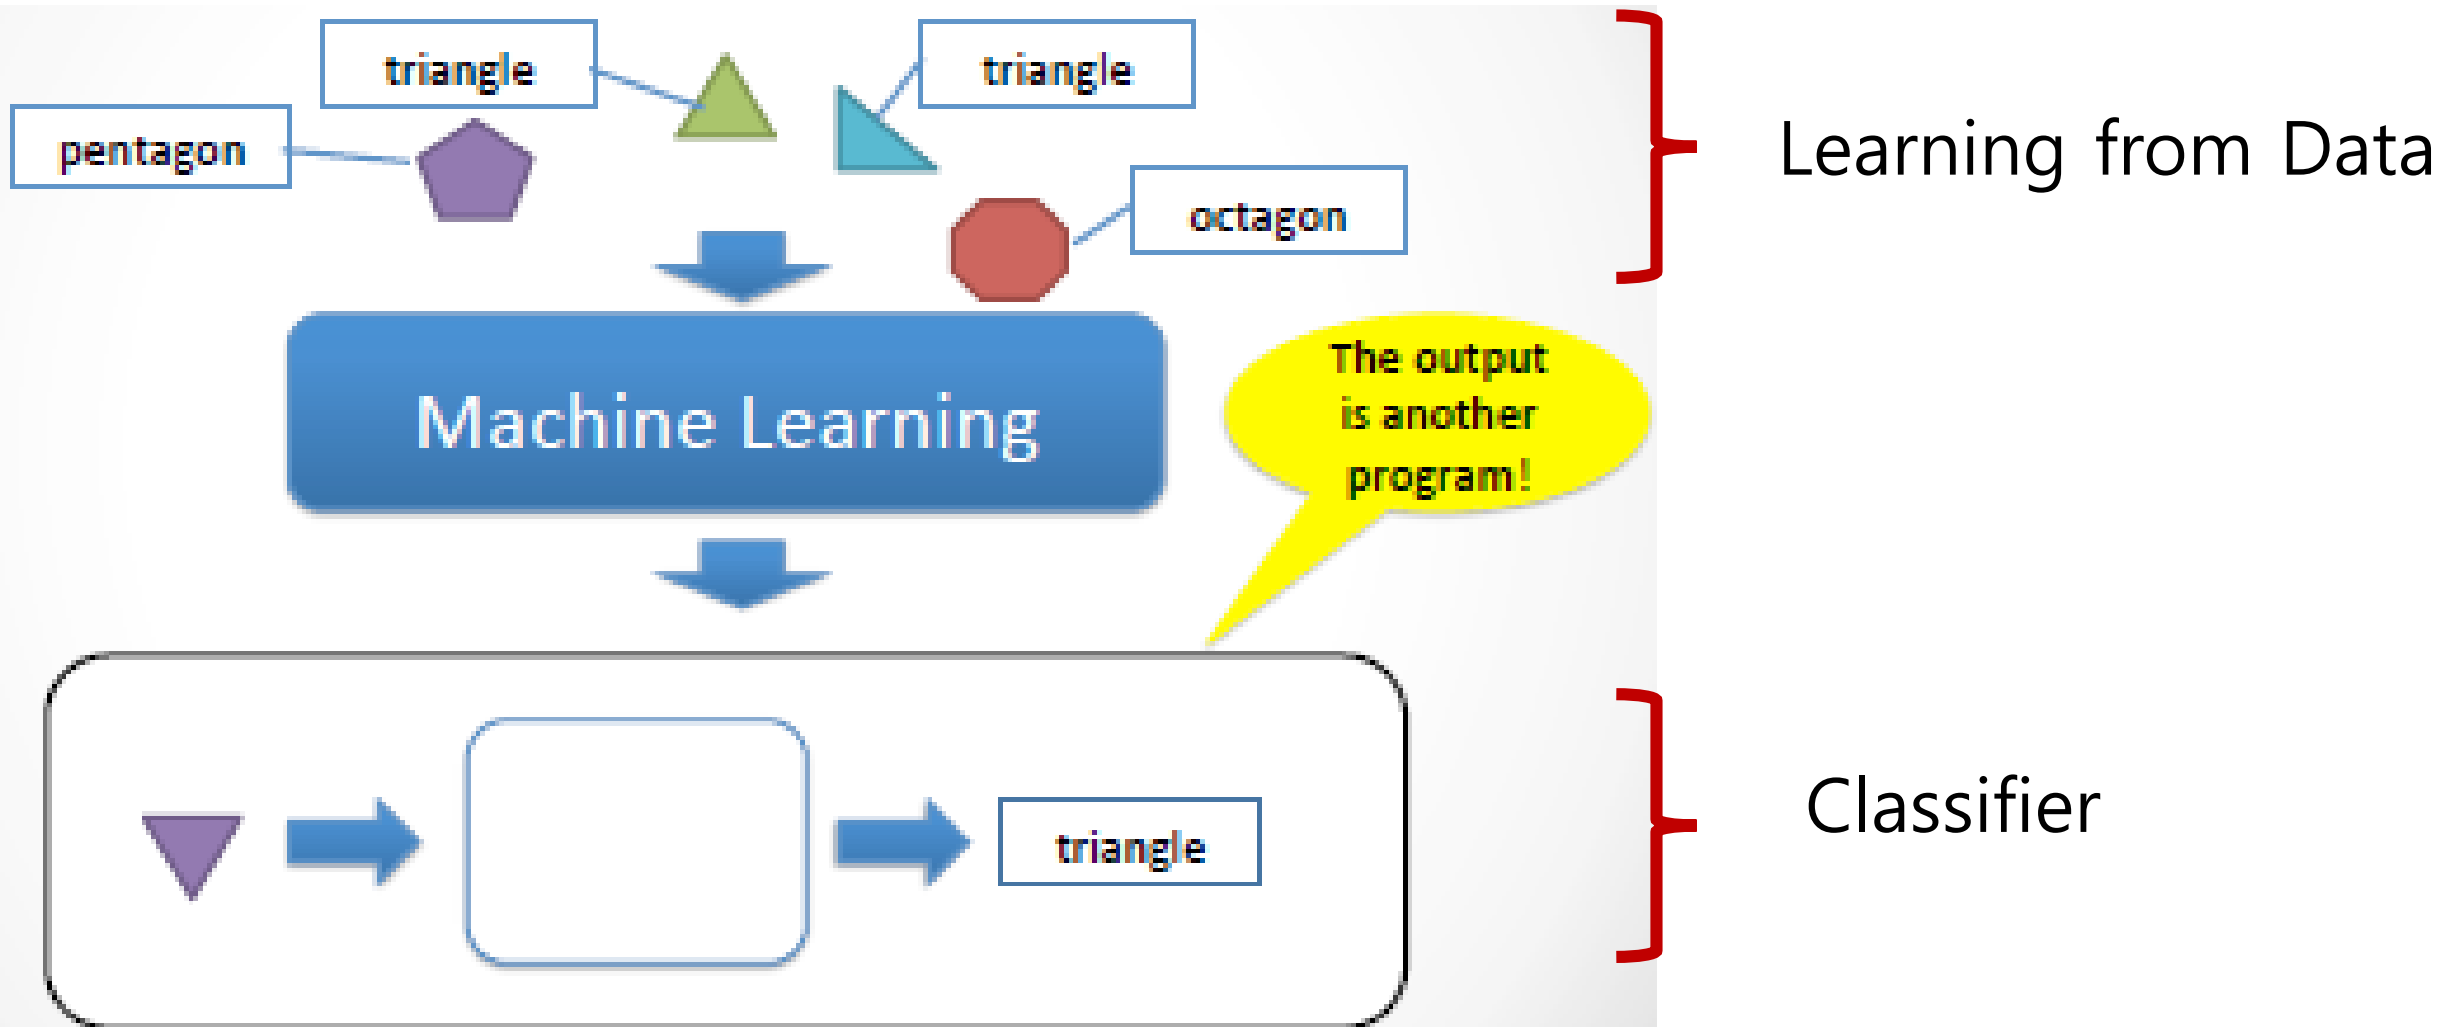 triangle
triangle
pentagon
octagon
Learning from Data
Machine Learning
The output
is another
program!
triangle
Classifier